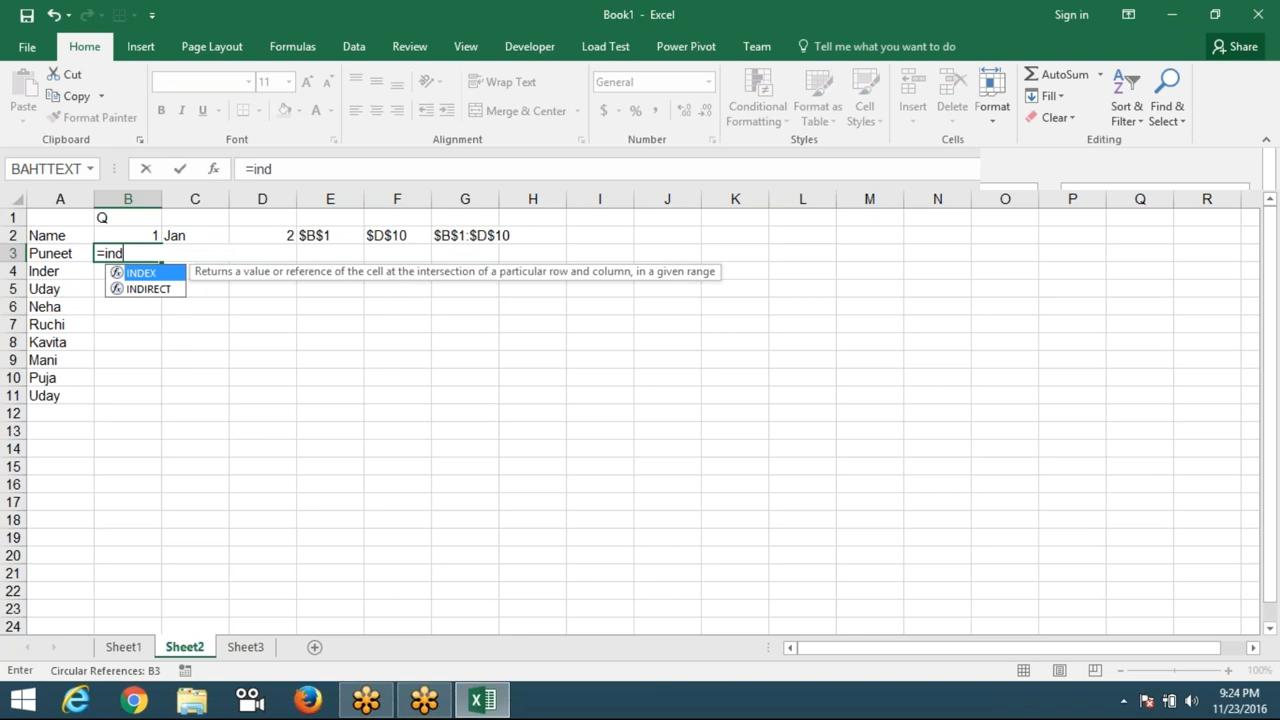 Book1 - Excel
Sign in
File Home Insert Page Layout Formulas Data Review View Developer Load Test Power Pivot Team Tell me what you want to do Share
Paste
Cut
Copy
Format Painter
Clipboard
11
A A
B I U A
Font
Wrap Text
Merge & Center
Alignment
General
$ % ,
Number
Conditional Formatting
Format as Table
Cell Styles
Styles
Insert Delete Format
Cells
AutoSum
Fill
Clear
Sort & Filter
Find & Select
Editing
BAHTTEXT fx =ind
A B C D E F G H I J K L M N O P Q R
1 Q
2 Name 1 Jan 2 $B$1 $D$10 $B$1:$D$10
3 Puneet =ind
4 Inder
INDEX Returns a value or reference of the cell at the intersection of a particular row and column, in a given range
5 Uday
INDIRECT
6 Neha
7 Ruchi
8 Kavita
9 Mani
10 Puja
11 Uday
12
13
14
15
16
17
18
19
20
21
22
23
24
Sheet1 Sheet2 Sheet3
Enter Circular References: B3 100%
9:24 PM
11/23/2016